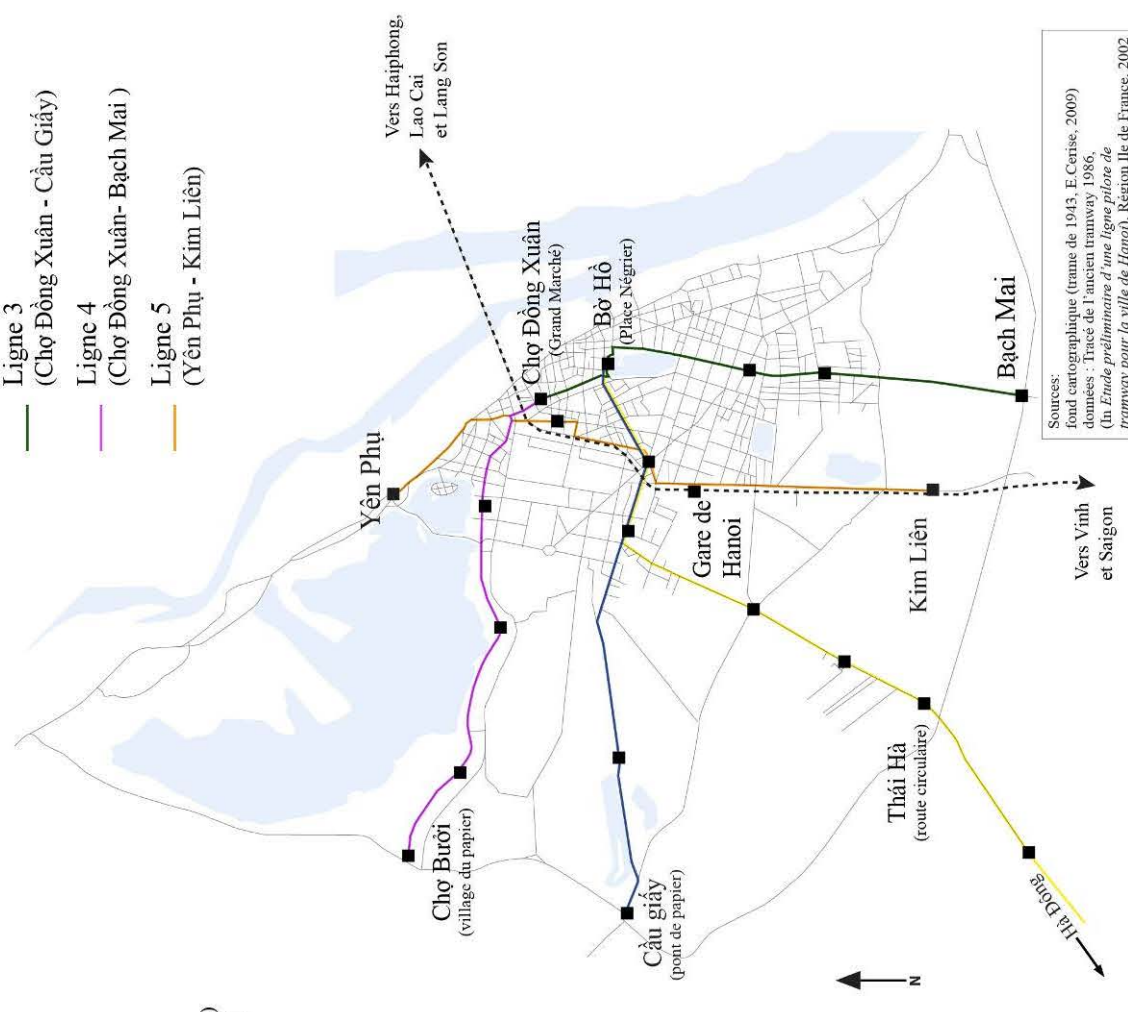 Ligne 3
(Chợ Đồng Xuân - Cầu Giấy)
Ligne 4
(Chợ Đồng Xuân- Bạch Mai )
Ligne 5
(Yên Phụ - Kim Liên)
Vers Haiphong,
Lao Cai
et Lang Son
Yên Phụ
Chợ Đồng Xuân
(Grand Marché)
Bờ Hồ
(Place Négrier)
Chợ Bưởi
(village du papier)
Cầu giấy
(pont de papier)
Gare de
Hanoi
Thái Hà
(route circulaire)
Kim Liên
Bạch Mai
Hà Đông
Vers Vinh
et Saigon
N
Sources:
fond cartographique (trame de 1943, E.Cerise, 2009)
données : Tracé de l'ancien tramway 1986,
(In Etude préliminaire d'une ligne pilote de
tramway pour la ville de Hanoi), Région Ile de France, 2002
)